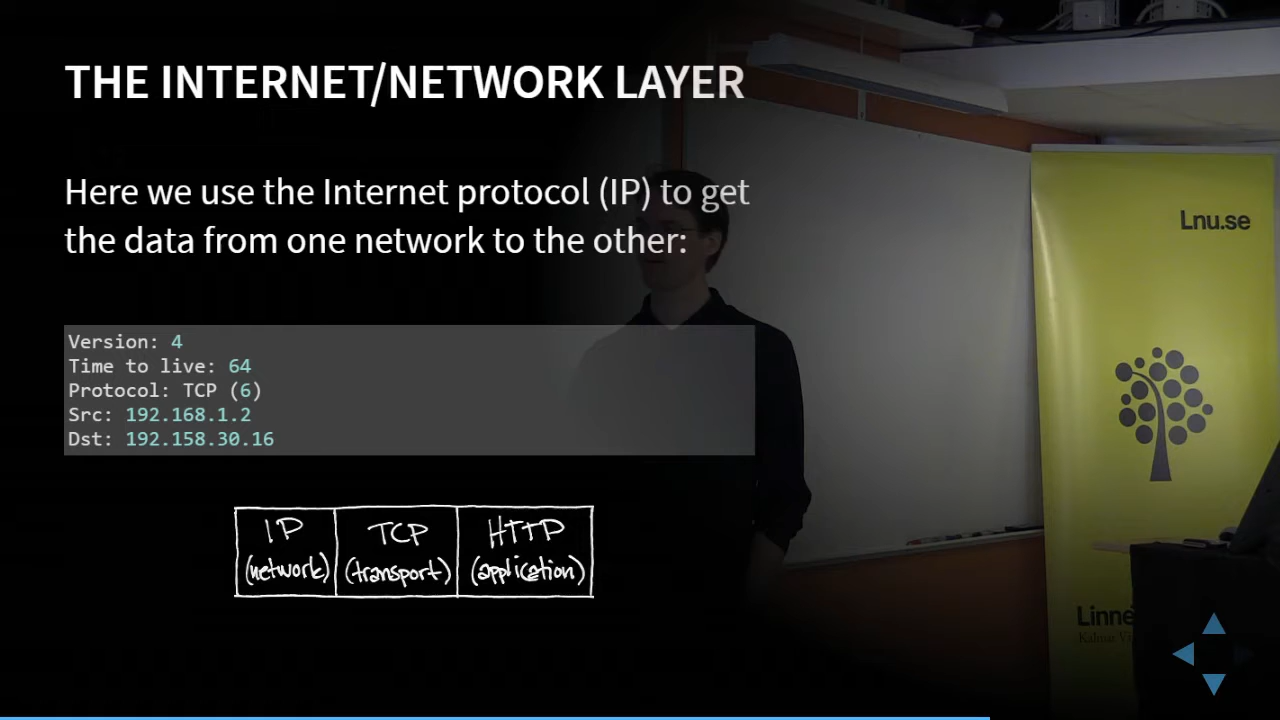 THE INTERNET/NETWORK LAYER
Here we use the Internet protocol (IP) to get
the data from one network to the other:
Version: 4
Time to live: 64
Protocol: TCP (6)
Src: 192.168.1.2
Dst: 192.158.30.16
IP TCP HTTP
(network) (transport) (application)
Lnu.se
Linné
Kalmar